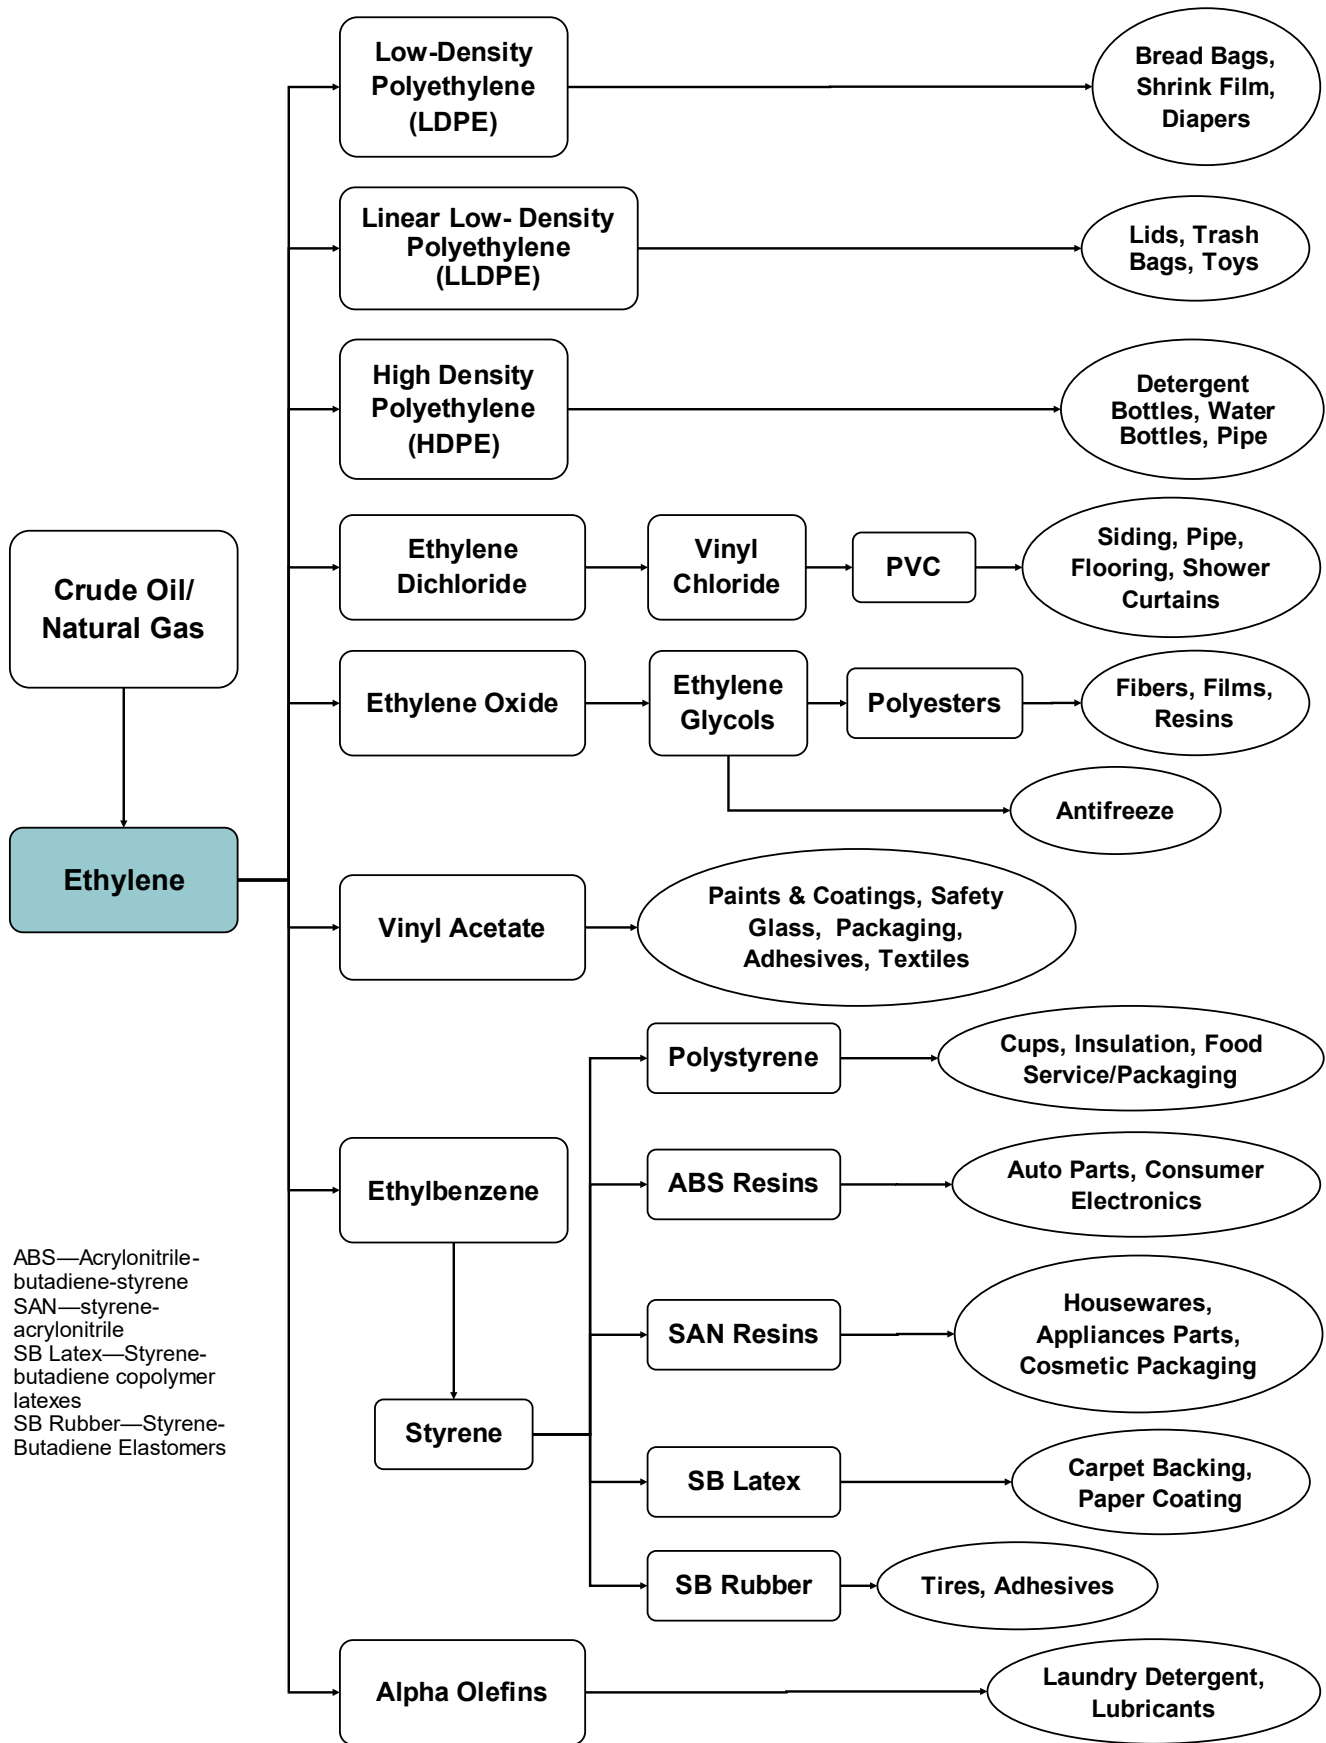 Low-Density
Polyethylene
(LDPE)
Bread Bags,
Shrink Film,
Diapers
Linear Low- Density
Polyethylene
(LLDPE)
Lids, Trash
Bags, Toys
High Density
Polyethylene
(HDPE)
Detergent
Bottles, Water
Bottles, Pipe
Crude Oil/
Natural Gas
Ethylene
Dichloride
Vinyl
Chloride
PVC
Siding, Pipe,
Flooring, Shower
Curtains
Ethylene Oxide
Ethylene
Glycols
Polyesters
Fibers, Films,
Resins
Antifreeze
Ethylene
Vinyl Acetate
Paints & Coatings, Safety
Glass,  Packaging,
Adhesives, Textiles
Polystyrene
Cups, Insulation, Food
Service/Packaging
Ethylbenzene
ABS Resins
Auto Parts, Consumer
Electronics
SAN Resins
Housewares,
Appliances Parts,
Cosmetic Packaging
Styrene
SB Latex
Carpet Backing,
Paper Coating
SB Rubber
Tires, Adhesives
Alpha Olefins
Laundry Detergent,
Lubricants
ABS—Acrylonitrile-
butadiene-styrene
SAN—styrene-
acrylonitrile
SB Latex—Styrene-
butadiene copolymer
latexes
SB Rubber—Styrene-
Butadiene Elastomers